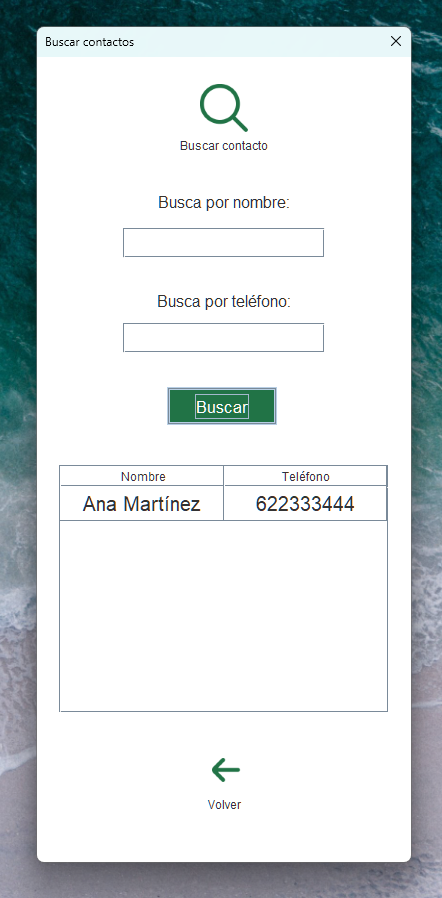 Buscar contactos
Buscar contacto
Busca por nombre:
Busca por teléfono:
Buscar
Nombre Teléfono
Ana Martínez 622333444
Volver